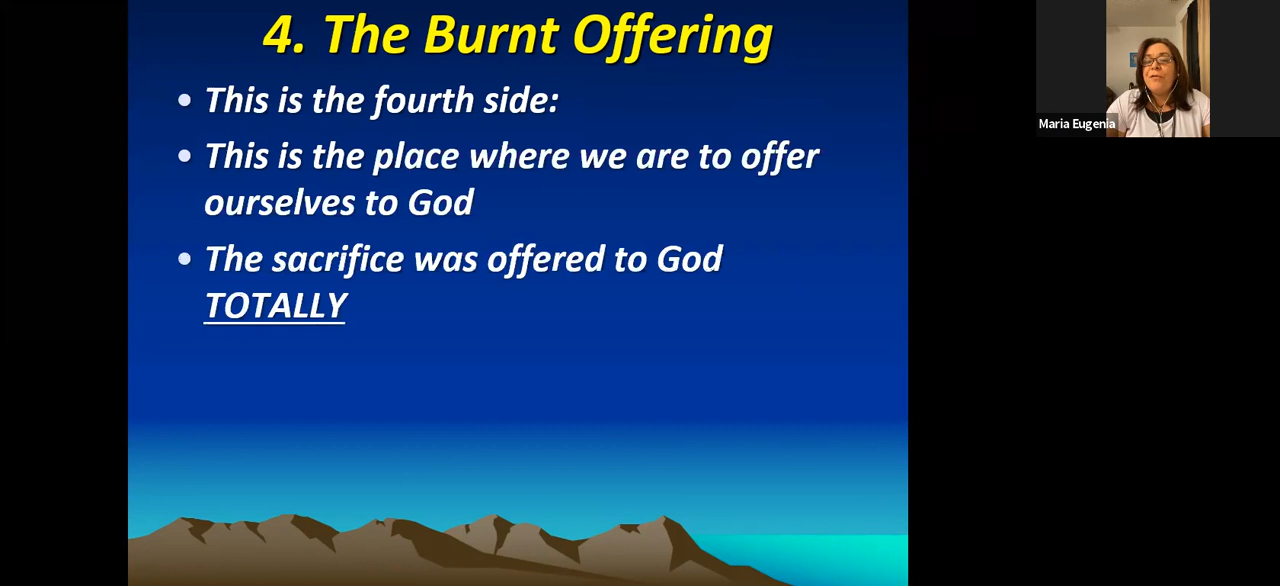 4. The Burnt Offering
• This is the fourth side:
• This is the place where we are to offer
ourselves to God
• The sacrifice was offered to God
TOTALLY
Maria Eugenia